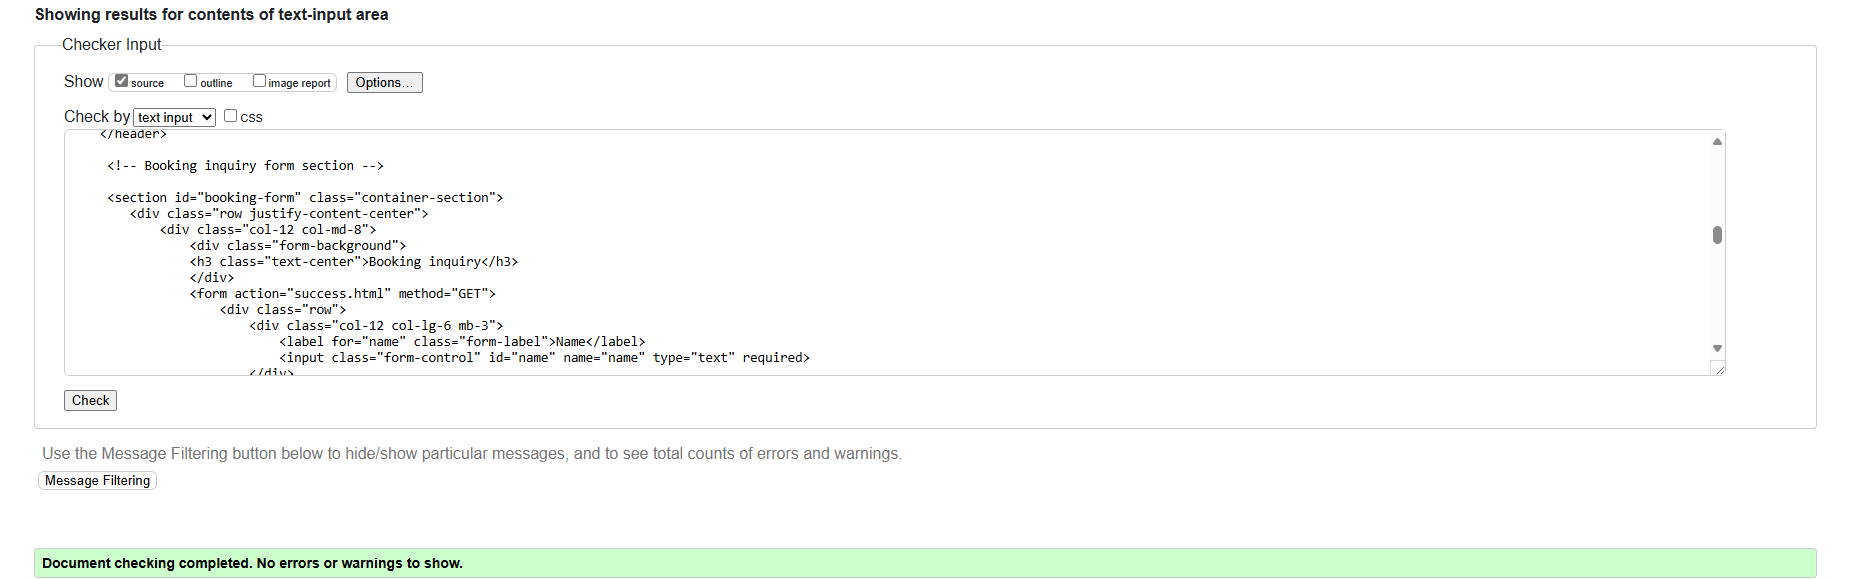 Showing results for contents of text-input area
Checker Input
Show source outline image report Options...
Check by text input css
</header>
<!-- Booking inquiry form section -->
<section id="booking-form" class="container-section">
<div class="row justify-content-center">
<div class="col-12 col-md-8">
<div class="form-background">
<h3 class="text-center">Booking inquiry</h3>
</div>
<form action="success.html" method="GET">
<div class="row">
<div class="col-12 col-lg-6 mb-3">
<label for="name" class="form-label">Name</label>
<input class="form-control" id="name" name="name" type="text" required>
</div>
Check
Use the Message Filtering button below to hide/show particular messages, and to see total counts of errors and warnings.
Message Filtering
Document checking completed. No errors or warnings to show.